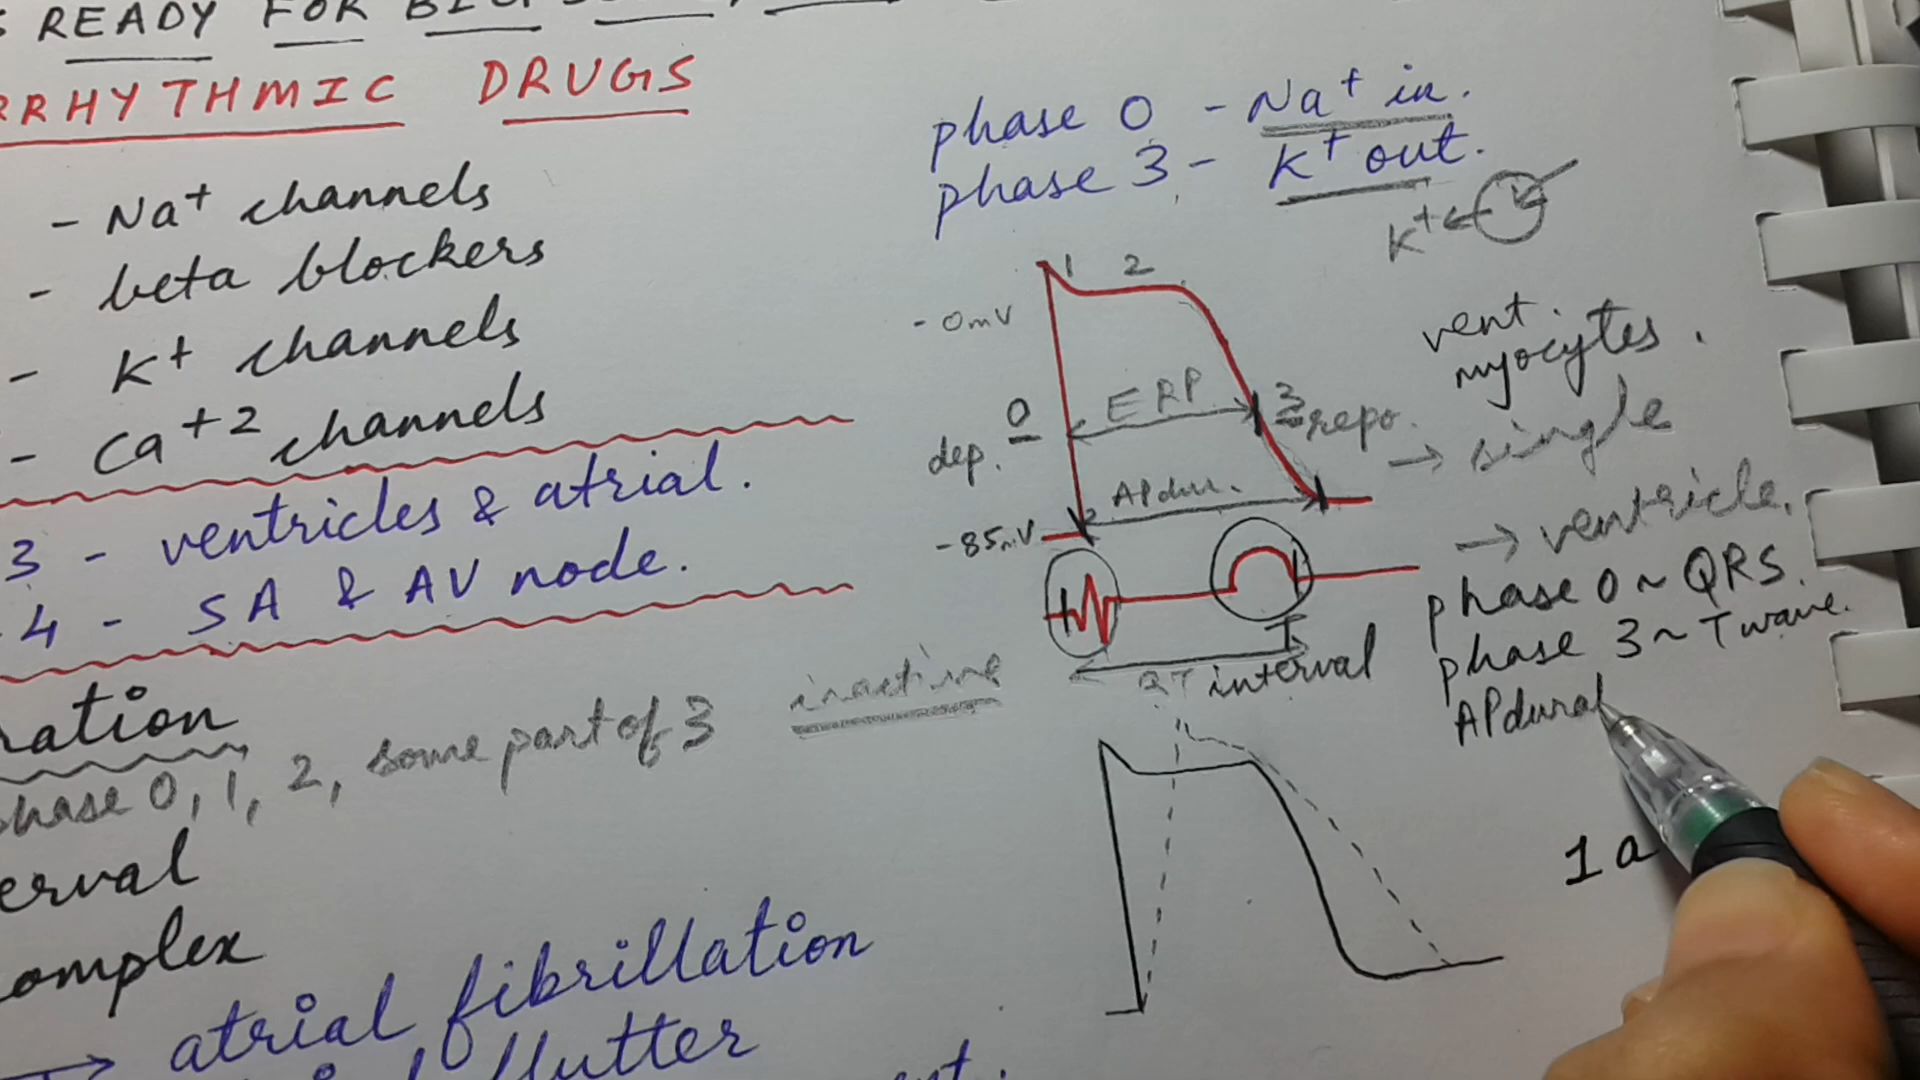 READY FOR
RRHYTHMIC DRUGS
- Na+ channels
- beta blockers
- K+ channels
- Ca+2 channels
3 - ventricles & atrial.
4 - SA & AV node.
ration
phase 0, 1, 2, some part of 3 inactive
erval
omplex
→ atrial fibrillation
flutter
phase 0 - Na+ in.
phase 3 - K+ out.
K+
1 2
- 0mV
vent.
myocytes.
0
dep.
ERP
3
repo.
→ single
AP dur.
- 85mV
→ ventricle.
phase 0 ~ QRS.
phase 3 ~ T wave.
APdurat
T
QT interval
1a